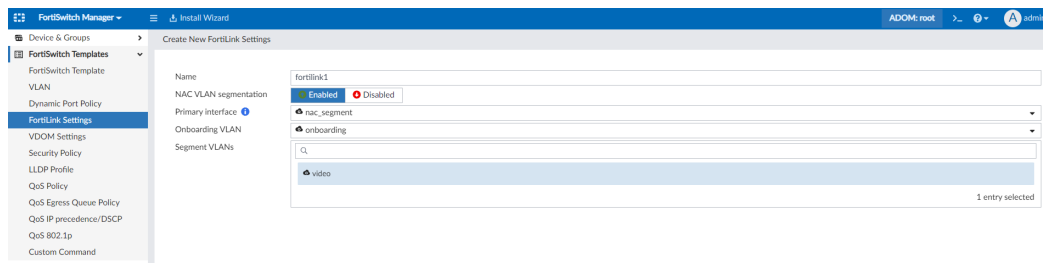 FortiSwitch Manager
Install Wizard
ADOM: root
>_
?
A
admin
Device & Groups
Create New FortiLink Settings
FortiSwitch Templates
FortiSwitch Template
VLAN
Dynamic Port Policy
FortiLink Settings
VDOM Settings
Security Policy
LLDP Profile
QoS Policy
QoS Egress Queue Policy
QoS IP precedence/DSCP
QoS 802.1p
Custom Command
Name
fortilink1
NAC VLAN segmentation
Enabled
Disabled
Primary interface
nac_segment
Onboarding VLAN
onboarding
Segment VLANs
video
1 entry selected